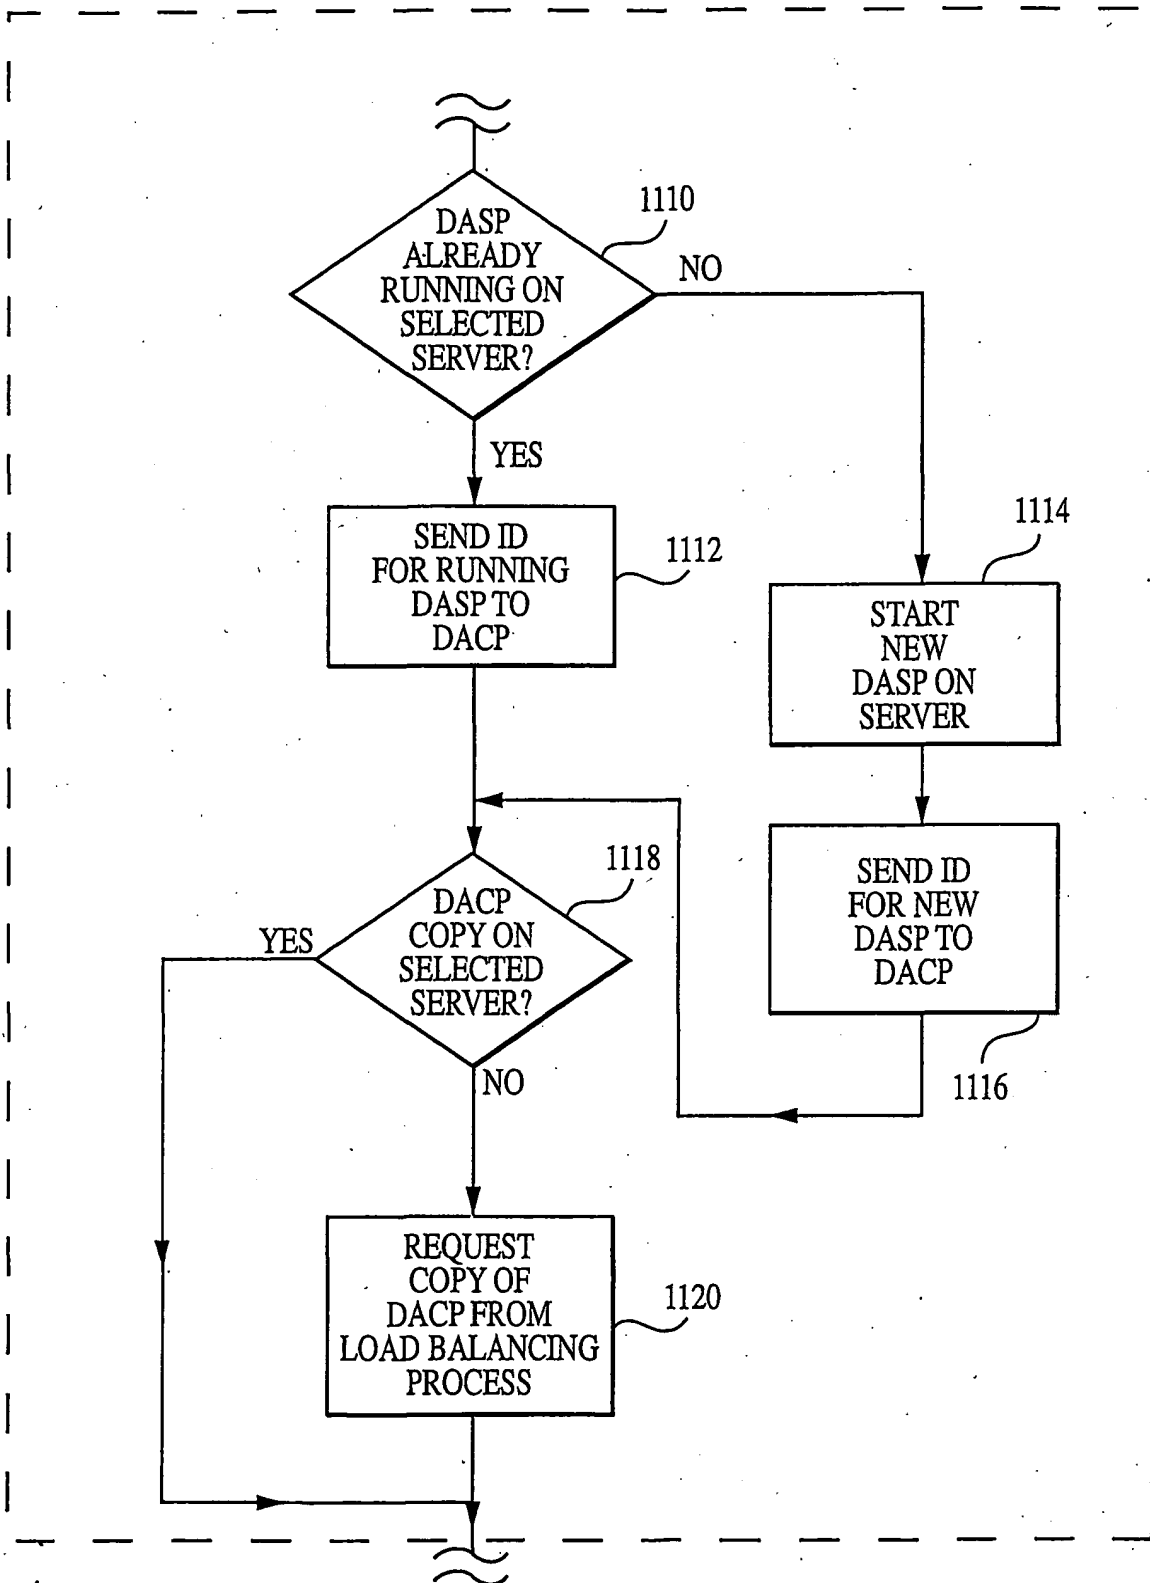 DASP
ALREADY
RUNNING ON
SELECTED
SERVER?
1110
NO
YES
SEND ID
FOR RUNNING
DASP TO
DACP
1112
1114
START
NEW
DASP ON
SERVER
SEND ID
FOR NEW
DASP TO
DACP
1116
DACP
COPY ON
SELECTED
SERVER?
1118
YES
NO
REQUEST
COPY OF
DACP FROM
LOAD BALANCING
PROCESS
1120